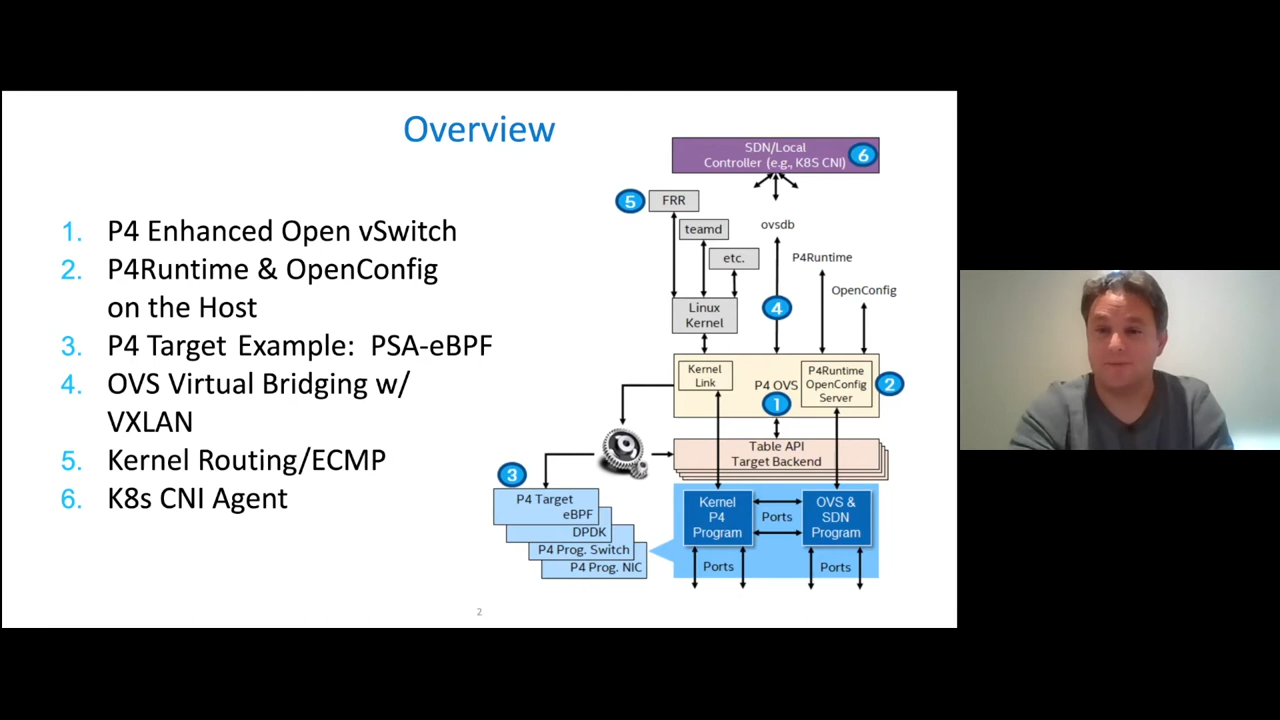 Overview
1. P4 Enhanced Open vSwitch
2. P4Runtime & OpenConfig
on the Host
3. P4 Target Example: PSA-eBPF
4. OVS Virtual Bridging w/
VXLAN
5. Kernel Routing/ECMP
6. K8s CNI Agent
SDN/Local
Controller (e.g., K8S CNI)
6
5
FRR
teamd
etc.
ovsdb
P4Runtime
OpenConfig
Linux
Kernel
4
Kernel
Link
P4 OVS
1
P4Runtime
OpenConfig
Server
2
Table API
Target Backend
3
P4 Target
eBPF
DPDK
P4 Prog. Switch
P4 Prog. NIC
Kernel
P4
Program
Ports
OVS &
SDN
Program
Ports
Ports
2